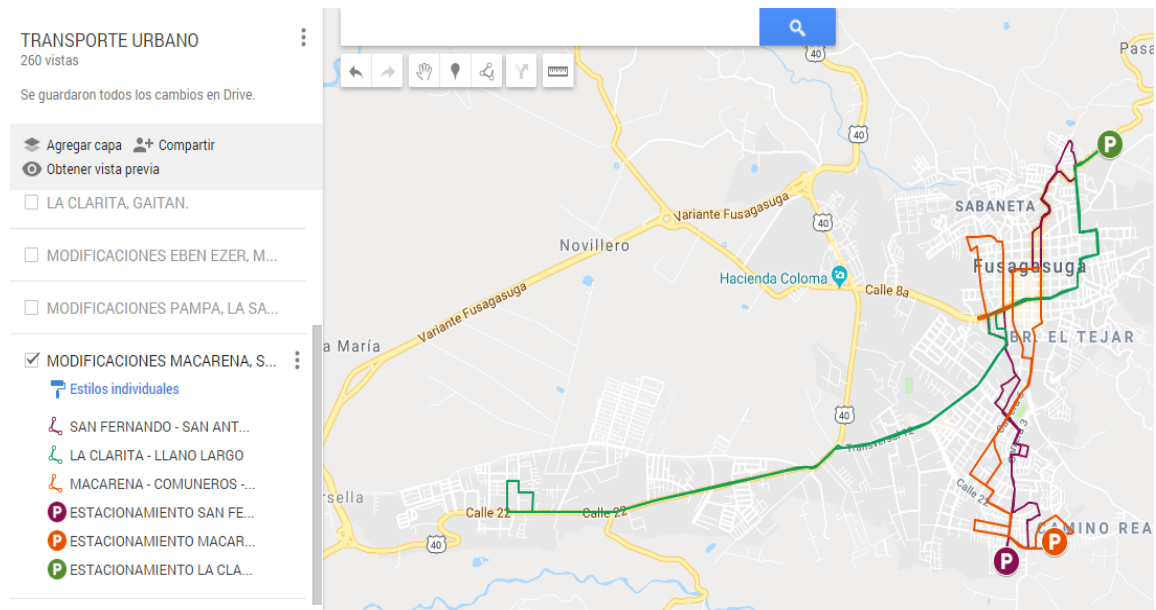 TRANSPORTE URBANO
260 vistas
Se guardaron todos los cambios en Drive.
Agregar capa Compartir
Obtener vista previa
LA CLARITA, GAITAN.
MODIFICACIONES EBEN EZER, M...
MODIFICACIONES PAMPA, LA SA...
MODIFICACIONES MACARENA, S...
Estilos individuales
SAN FERNANDO - SAN ANT...
LA CLARITA - LLANO LARGO
MACARENA - COMUNEROS -...
P ESTACIONAMIENTO SAN FE...
P ESTACIONAMIENTO MACAR...
P ESTACIONAMIENTO LA CLA...
40
Pasa
40
P
SABANETA
Variante Fusagasuga
40
Novillero
Fusagasuga
Hacienda Coloma
Calle 8a
Variante Fusagasuga
a María
BR. EL TEJAR
40
Transversal 12
Calle 22
rsella
Calle 22
Calle 22
CAMINO REA
40
P
P